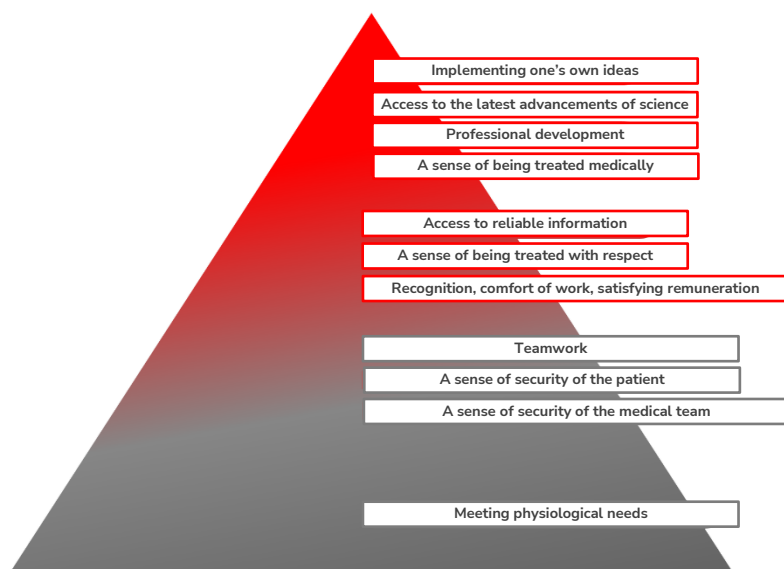 Implementing one’s own ideas
Access to the latest advancements of science
Professional development
A sense of being treated medically
Access to reliable information
A sense of being treated with respect
Recognition, comfort of work, satisfying remuneration
Teamwork
A sense of security of the patient
A sense of security of the medical team
Meeting physiological needs